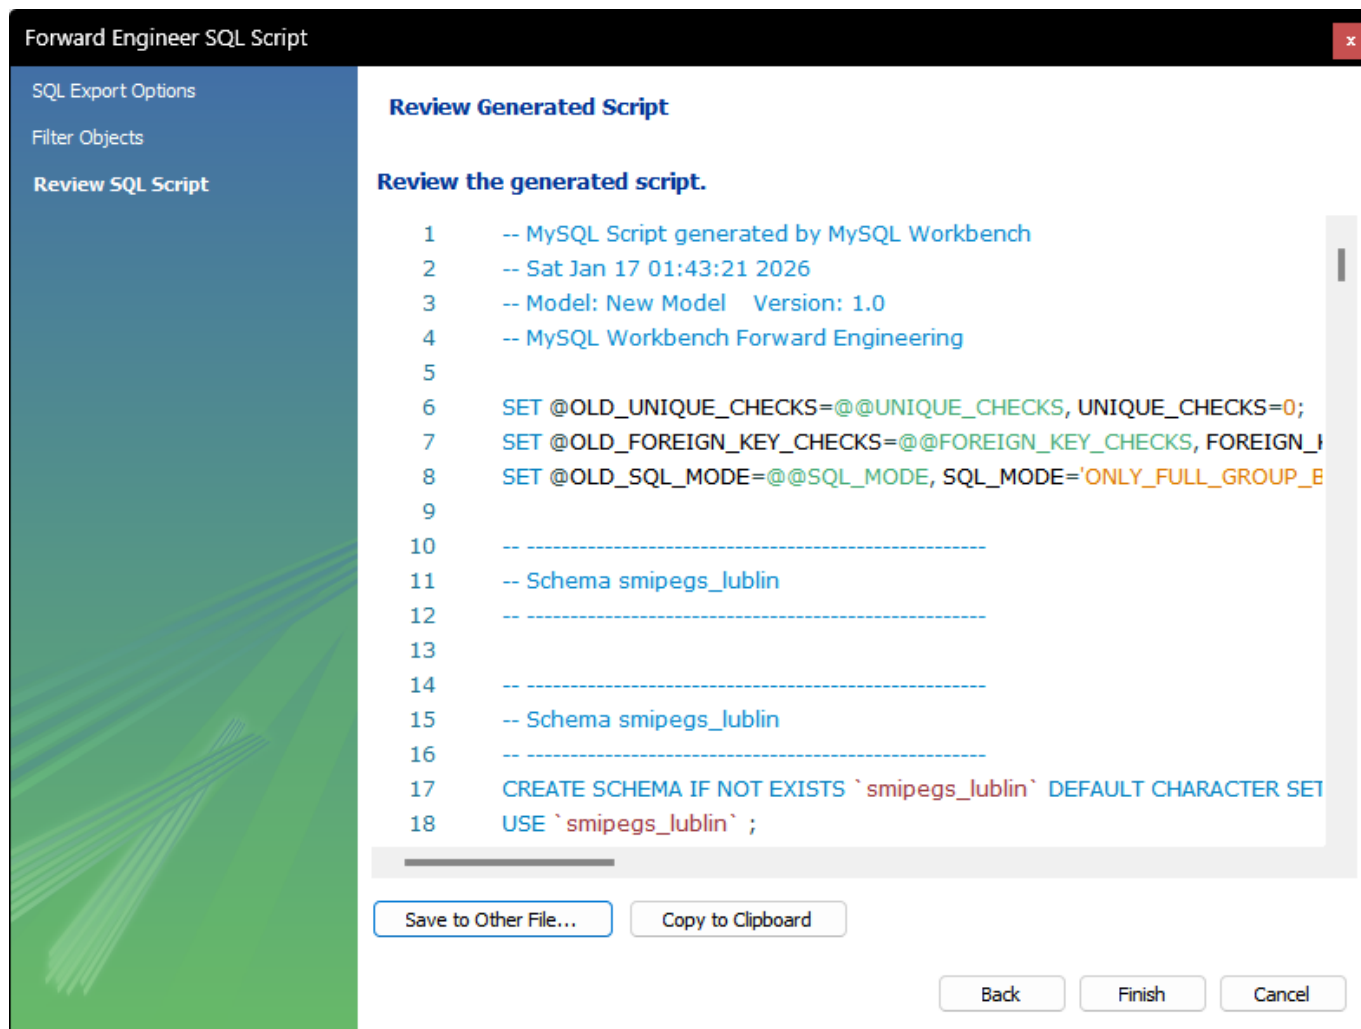 Forward Engineer SQL Script
x
SQL Export Options
Filter Objects
Review SQL Script
Review Generated Script
Review the generated script.
1 -- MySQL Script generated by MySQL Workbench
2 -- Sat Jan 17 01:43:21 2026
3 -- Model: New Model    Version: 1.0
4 -- MySQL Workbench Forward Engineering
5
6 SET @OLD_UNIQUE_CHECKS=@@UNIQUE_CHECKS, UNIQUE_CHECKS=0;
7 SET @OLD_FOREIGN_KEY_CHECKS=@@FOREIGN_KEY_CHECKS, FOREIGN_
8 SET @OLD_SQL_MODE=@@SQL_MODE, SQL_MODE='ONLY_FULL_GROUP_B
9
10 -- -----------------------------------------------------
11 -- Schema smipegs_lublin
12 -- -----------------------------------------------------
13
14 -- -----------------------------------------------------
15 -- Schema smipegs_lublin
16 -- -----------------------------------------------------
17 CREATE SCHEMA IF NOT EXISTS `smipegs_lublin` DEFAULT CHARACTER SET
18 USE `smipegs_lublin` ;
Save to Other File...
Copy to Clipboard
Back
Finish
Cancel